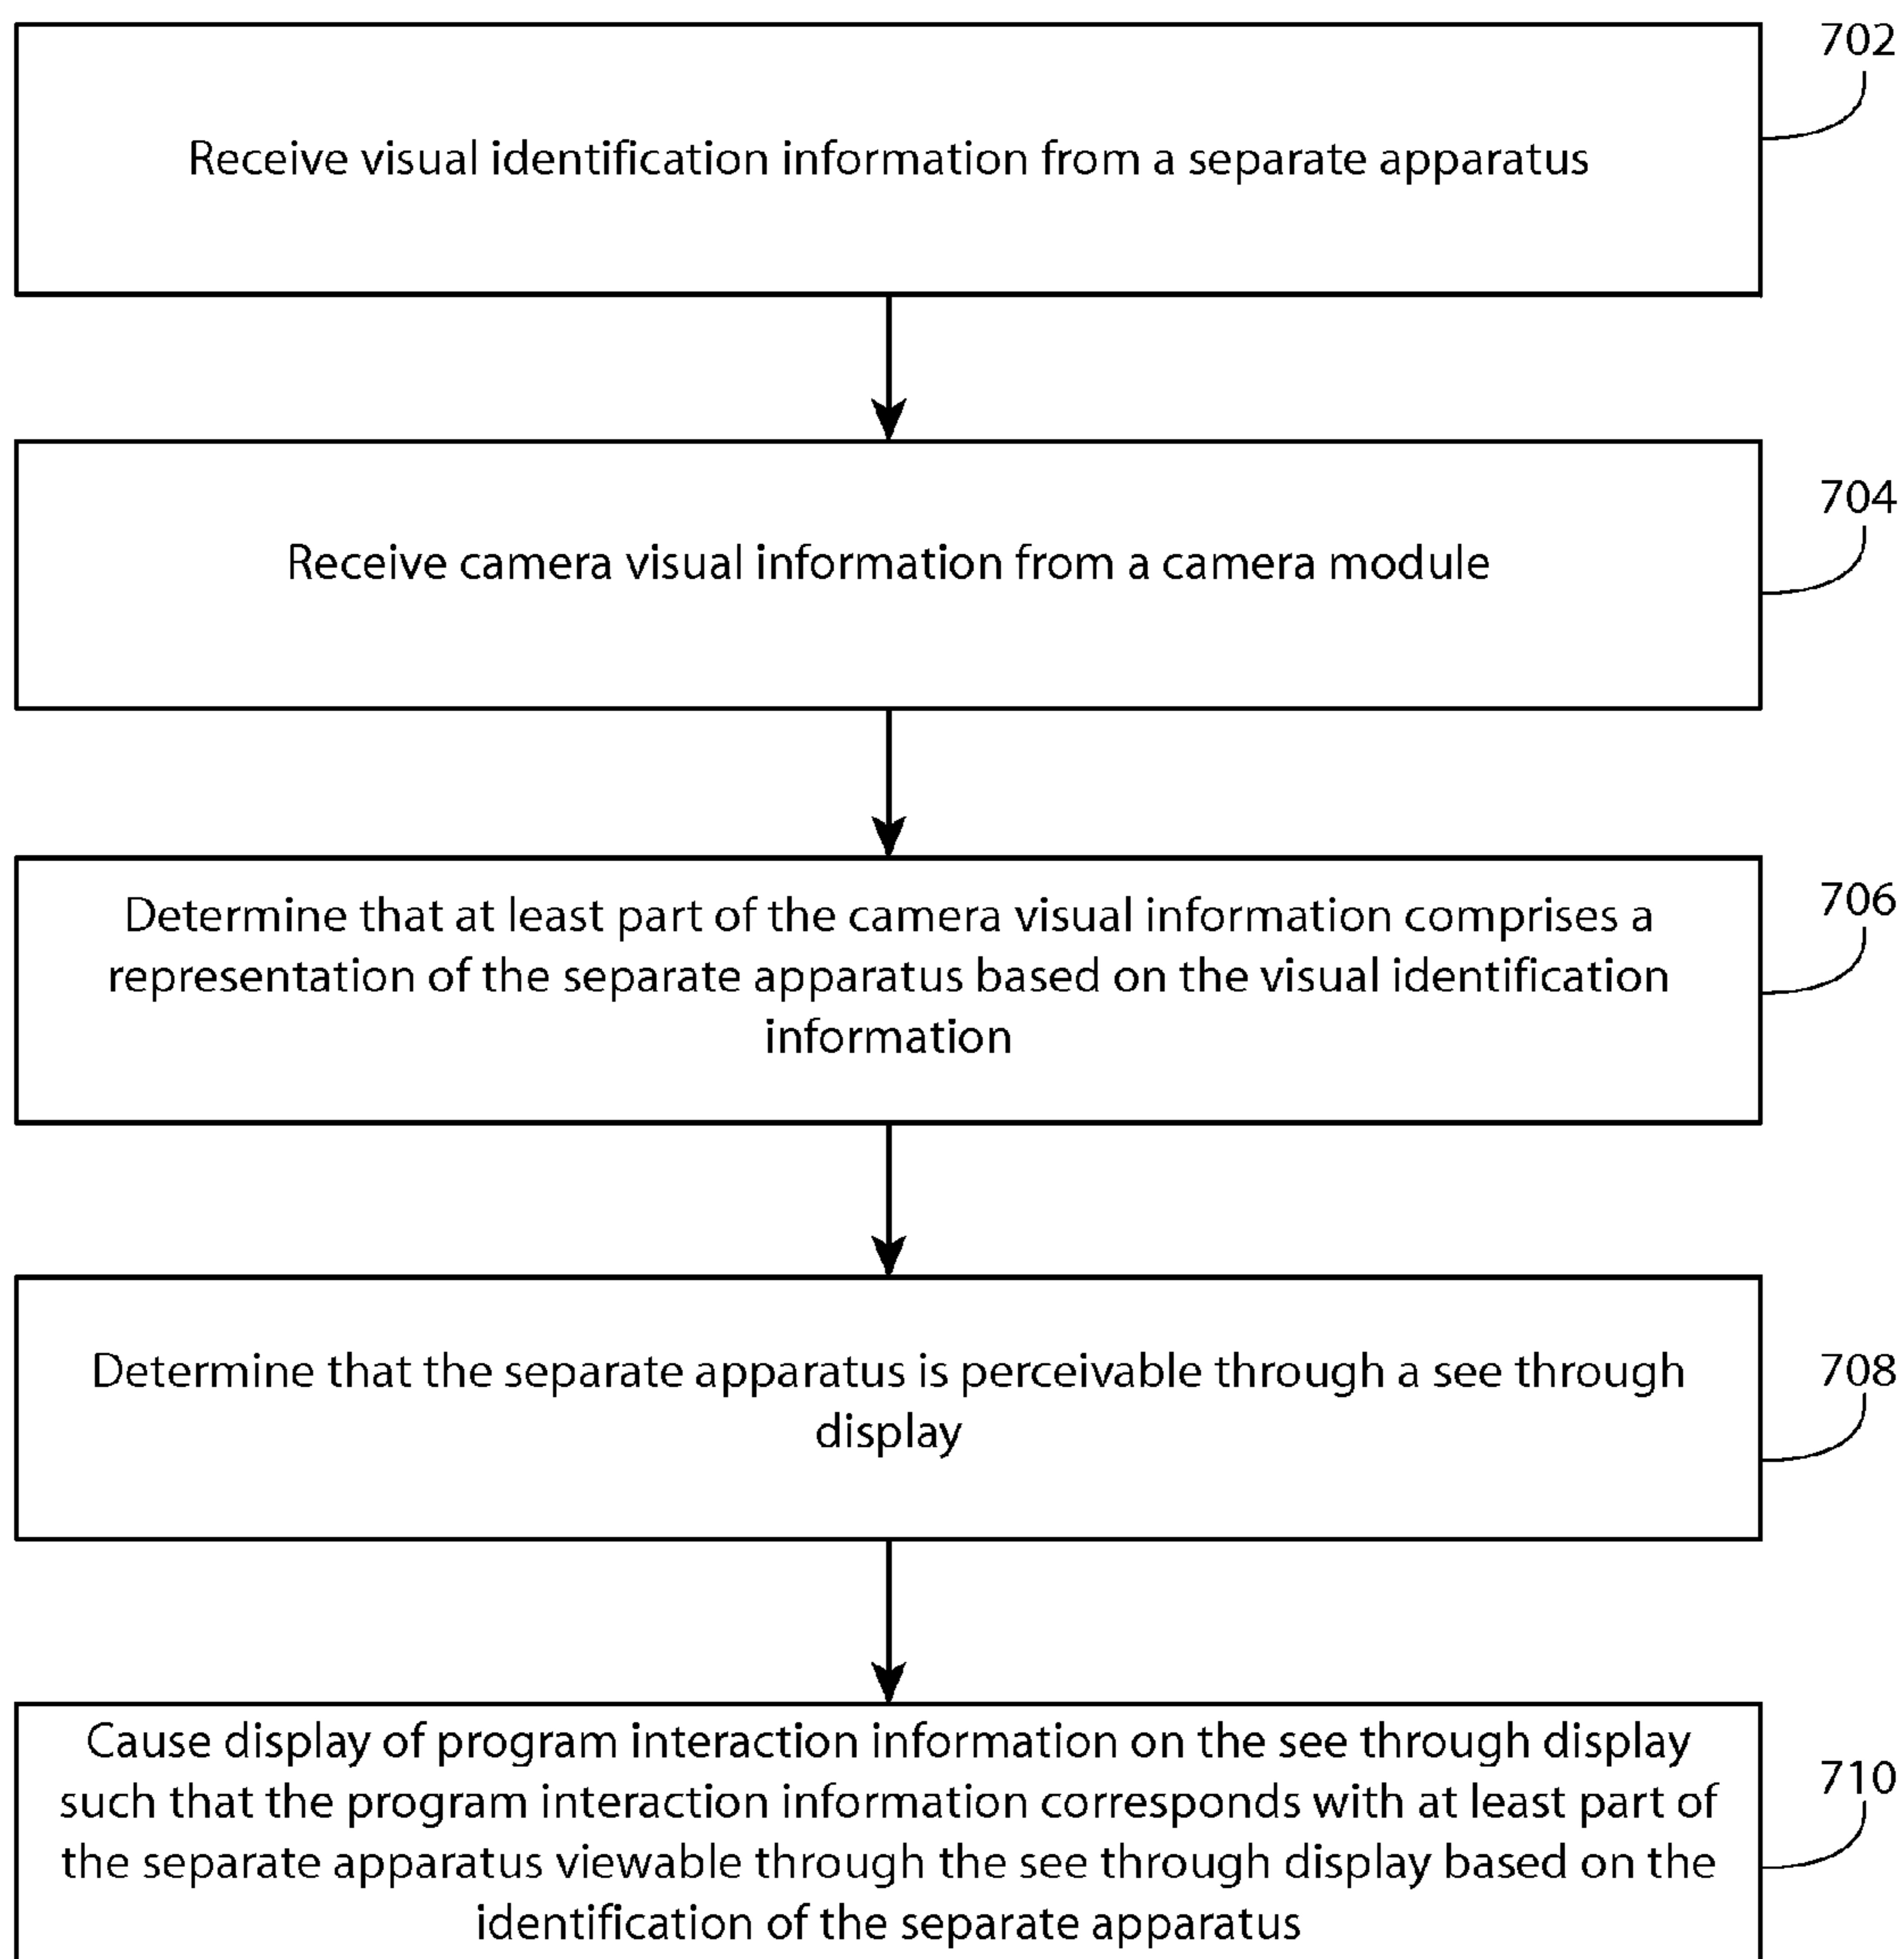 702
Receive visual identification information from a separate apparatus
704
Receive camera visual information from a camera module
706
Determine that at least part of the camera visual information comprises a
representation of the separate apparatus based on the visual identification
information
708
Determine that the separate apparatus is perceivable through a see through
display
710
Cause display of program interaction information on the see through display
such that the program interaction information corresponds with at least part of
the separate apparatus viewable through the see through display based on the
identification of the separate apparatus